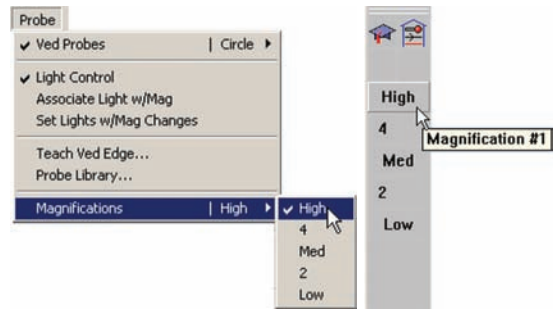 Probe
Ved Probes | Circle
Light Control
Associate Light w/Mag
Set Lights w/Mag Changes
Teach Ved Edge...
Probe Library...
Magnifications | High
High
4
Med
2
Low
High
Magnification #1
4
Med
2
Low